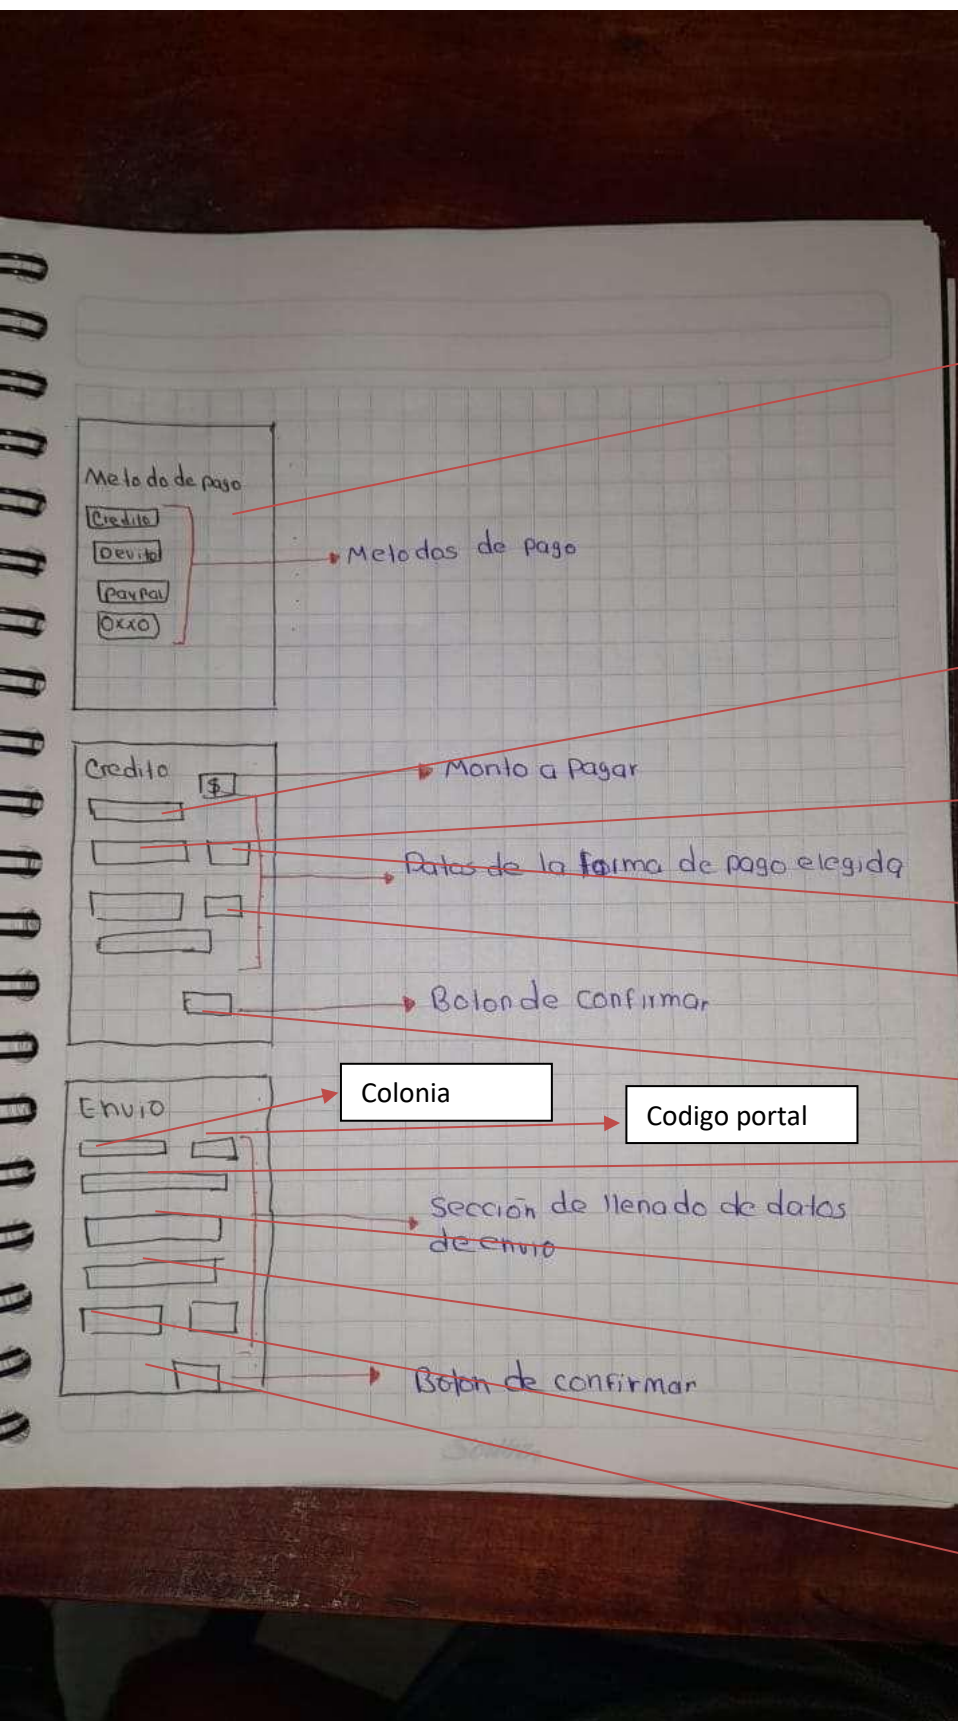 Metodo de pago
Credito
Devito
PayPal
OXXO
Metodos de pago
Credito
$
Monto a Pagar
Datos de la forma de pago elegida
Boton de confirmar
Envio
Colonia
Codigo portal
Sección de llenado de datos
de envio
Boton de confirmar
Scribe